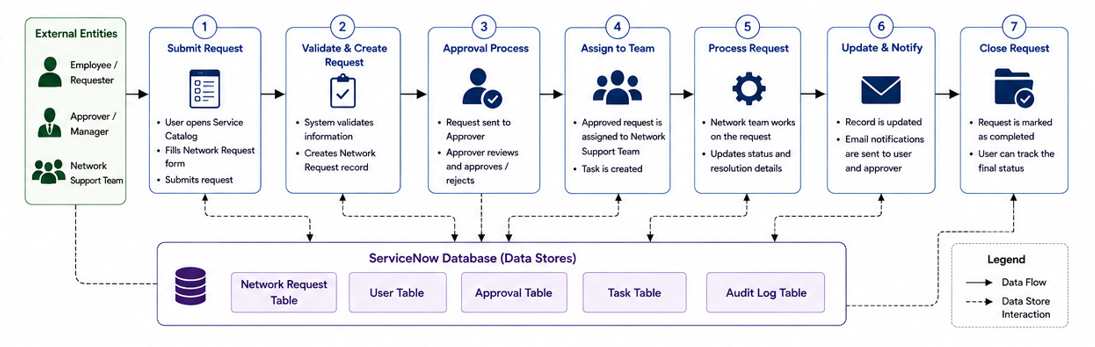 External Entities
Employee /
Requester
Approver /
Manager
Network
Support Team
1
Submit Request
• User opens Service
Catalog
• Fills Network Request
form
• Submits request
2
Validate & Create
Request
• System validates
information
• Creates Network
Request record
3
Approval Process
• Request sent to
Approver
• Approver reviews
and approves /
rejects
4
Assign to Team
• Approved request is
assigned to Network
Support Team
• Task is created
5
Process Request
• Network team works
on the request
• Updates status and
resolution details
6
Update & Notify
• Record is updated
• Email notifications
are sent to user
and approver
7
Close Request
• Request is marked
as completed
• User can track the
final status
ServiceNow Database (Data Stores)
Network Request
Table
User Table
Approval Table
Task Table
Audit Log Table
Legend
Data Flow
Data Store
Interaction